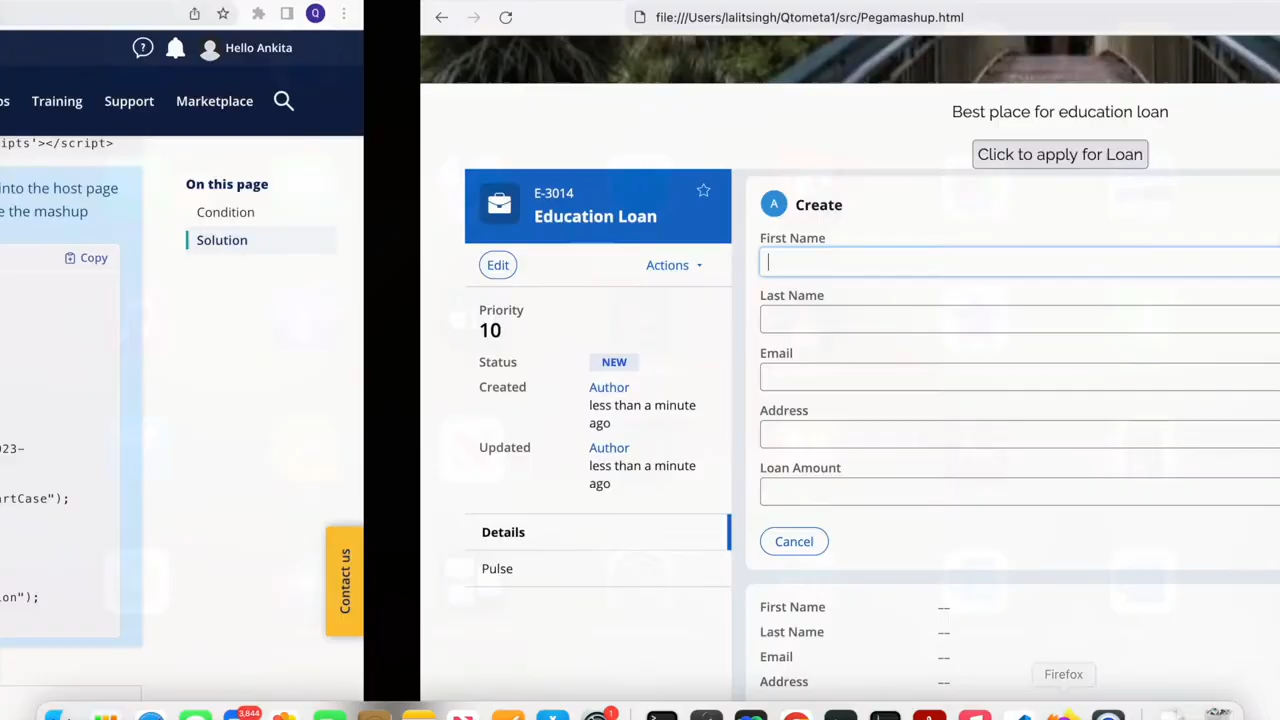 Q
Hello Ankita
Training
Support
Marketplace
ipts'></script>
into the host page
e the mashup
Copy
On this page
Condition
Solution
023-
artCase");
on");
Contact us
file:///Users/lalitsingh/Qtometa1/src/Pegamashup.html
Best place for education loan
Click to apply for Loan
E-3014
Education Loan
Edit
Actions
Priority
10
Status
NEW
Created
Author
less than a minute
ago
Updated
Author
less than a minute
ago
Details
Pulse
A
Create
First Name
Last Name
Email
Address
Loan Amount
Cancel
First Name
--
Last Name
--
Email
--
Address
--
Firefox
3,844
1